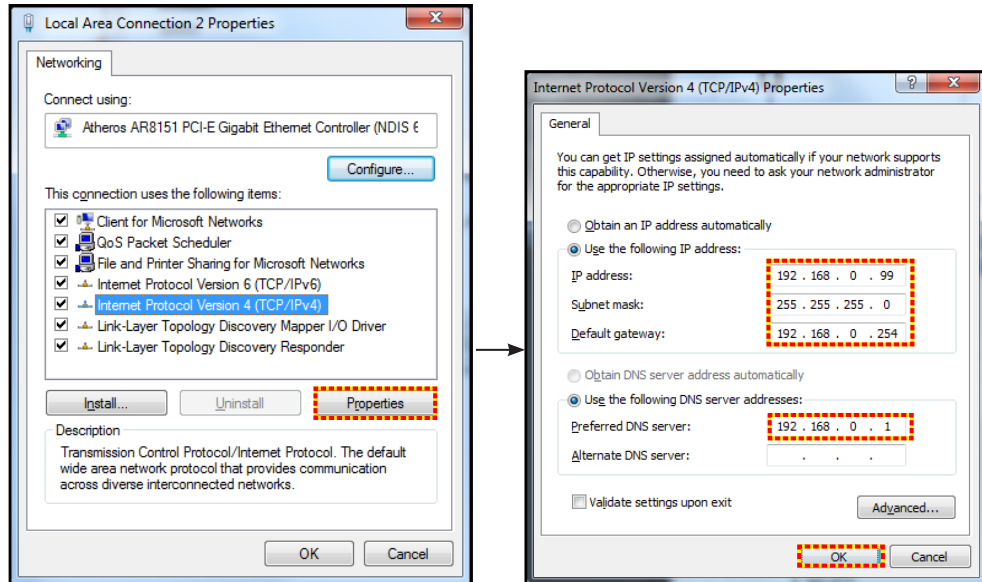 Local Area Connection 2 Properties
Networking
Connect using:
Atheros AR8151 PCI-E Gigabit Ethernet Controller (NDIS 6
Configure...
This connection uses the following items:
Client for Microsoft Networks
QoS Packet Scheduler
File and Printer Sharing for Microsoft Networks
Internet Protocol Version 6 (TCP/IPv6)
Internet Protocol Version 4 (TCP/IPv4)
Link-Layer Topology Discovery Mapper I/O Driver
Link-Layer Topology Discovery Responder
Install...
Uninstall
Properties
Description
Transmission Control Protocol/Internet Protocol. The default
wide area network protocol that provides communication
across diverse interconnected networks.
OK
Cancel
Internet Protocol Version 4 (TCP/IPv4) Properties
General
You can get IP settings assigned automatically if your network supports
this capability. Otherwise, you need to ask your network administrator
for the appropriate IP settings.
Obtain an IP address automatically
Use the following IP address:
IP address: 192 . 168 . 0 . 99
Subnet mask: 255 . 255 . 255 . 0
Default gateway: 192 . 168 . 0 . 254
Obtain DNS server address automatically
Use the following DNS server addresses:
Preferred DNS server: 192 . 168 . 0 . 1
Alternate DNS server: . . .
Validate settings upon exit
Advanced...
OK
Cancel